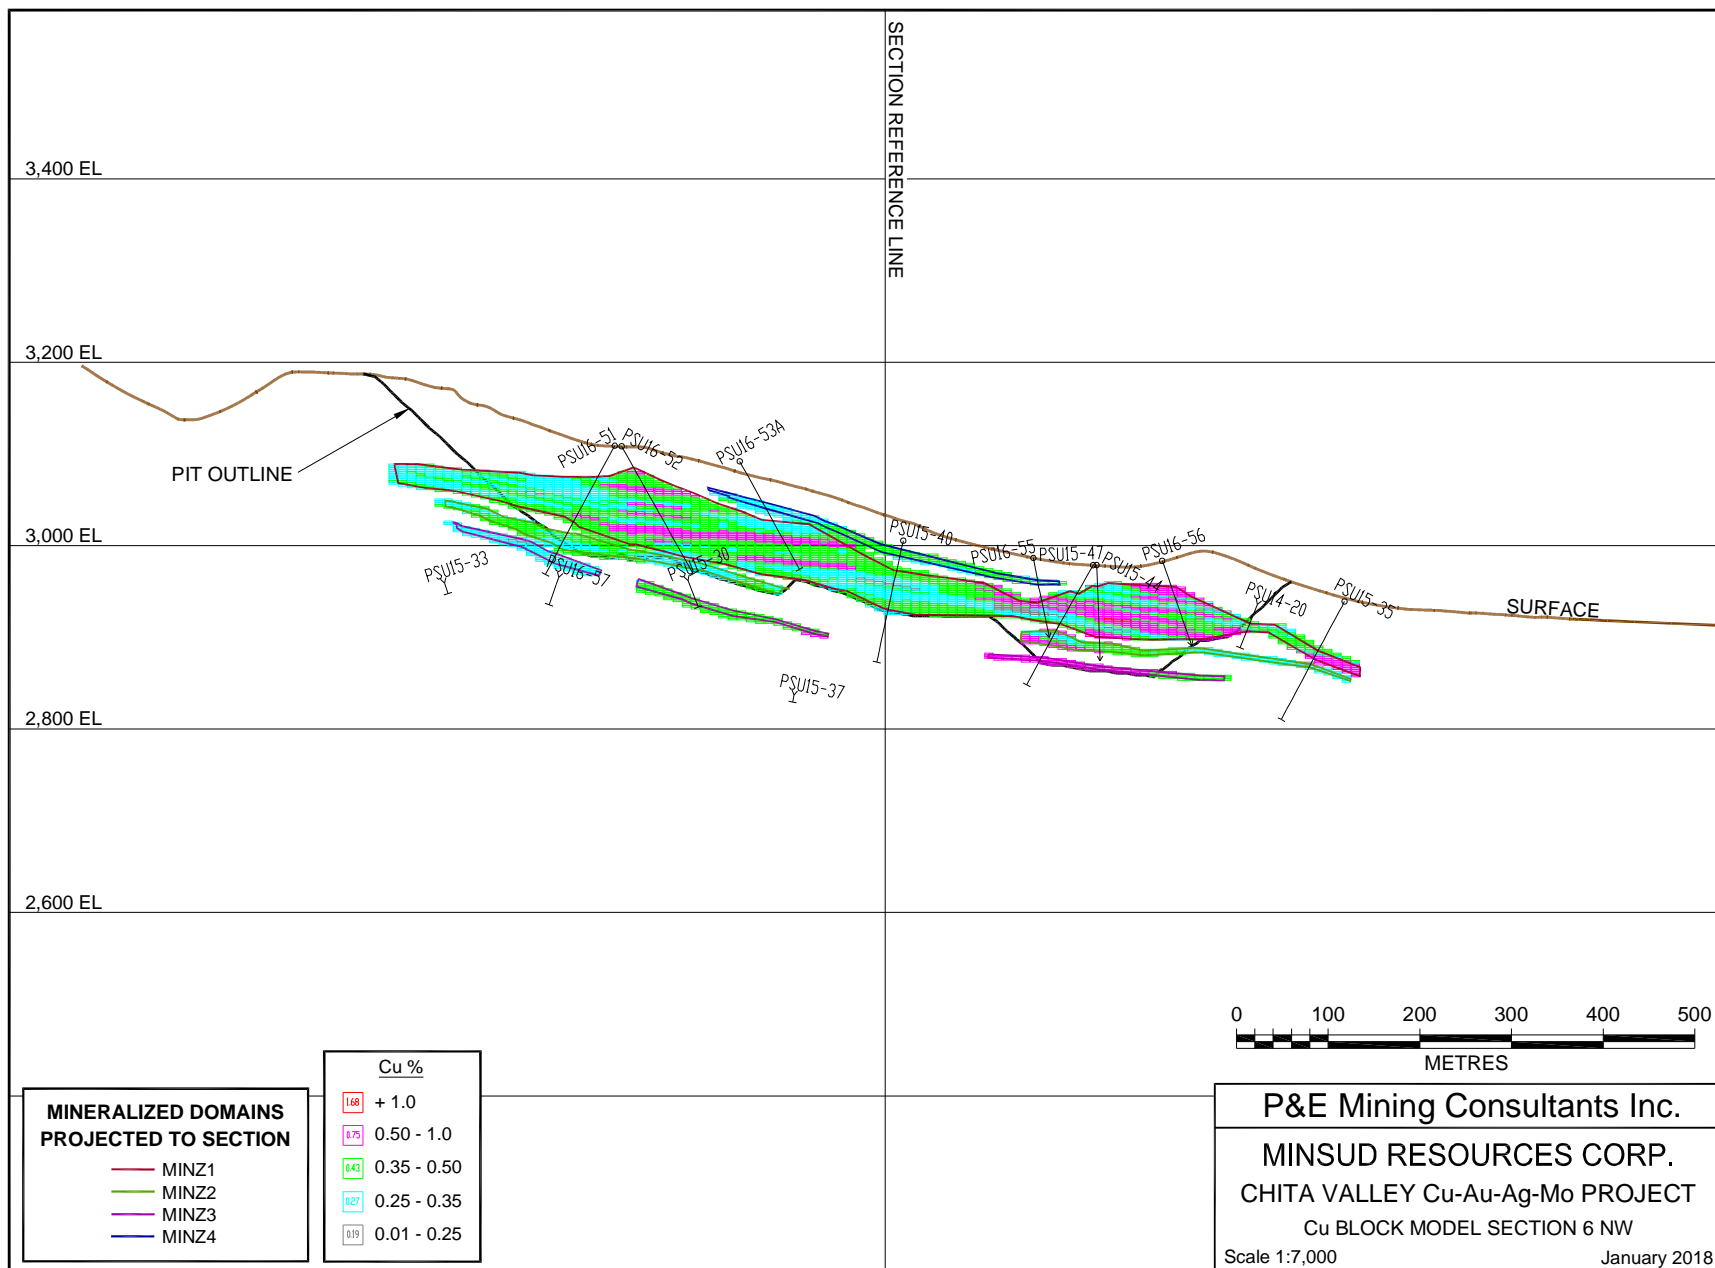 SECTION REFERENCE LINE
3,400 EL
3,200 EL
3,000 EL
2,800 EL
2,600 EL
PIT OUTLINE
SURFACE
PSU16-51
PSU16-52
PSU16-53A
PSU15-40
PSU16-55
PSU15-47
PSU15-44
PSU16-56
PSU14-20
PSU15-35
PSU15-33
PSU16-57
PSU15-30
PSU15-37
MINERALIZED DOMAINS
PROJECTED TO SECTION
MINZ1
MINZ2
MINZ3
MINZ4
Cu %
1.68 + 1.0
0.75 0.50 - 1.0
0.43 0.35 - 0.50
0.27 0.25 - 0.35
0.19 0.01 - 0.25
0 100 200 300 400 500
METRES
P&E Mining Consultants Inc.
MINSUD RESOURCES CORP.
CHITA VALLEY Cu-Au-Ag-Mo PROJECT
Cu BLOCK MODEL SECTION 6 NW
Scale 1:7,000 January 2018